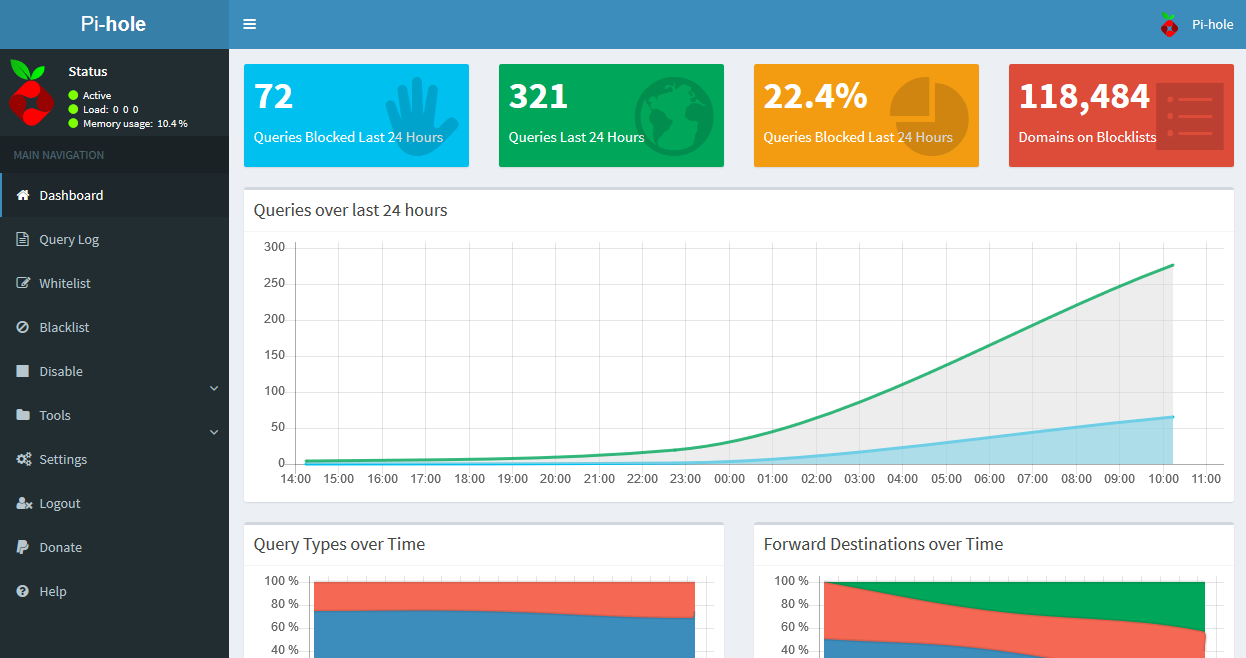 Pi-hole
Pi-hole
Status
Active
Load: 0 0 0
Memory usage: 10.4 %
MAIN NAVIGATION
Dashboard
Query Log
Whitelist
Blacklist
Disable
Tools
Settings
Logout
Donate
Help
72
Queries Blocked Last 24 Hours
321
Queries Last 24 Hours
22.4%
Queries Blocked Last 24 Hours
118,484
Domains on Blocklists
Queries over last 24 hours
300
250
200
150
100
50
0
14:00 15:00 16:00 17:00 18:00 19:00 20:00 21:00 22:00 23:00 00:00 01:00 02:00 03:00 04:00 05:00 06:00 07:00 08:00 09:00 10:00 11:00
Query Types over Time
100 %
80 %
60 %
40 %
Forward Destinations over Time
100 %
80 %
60 %
40 %